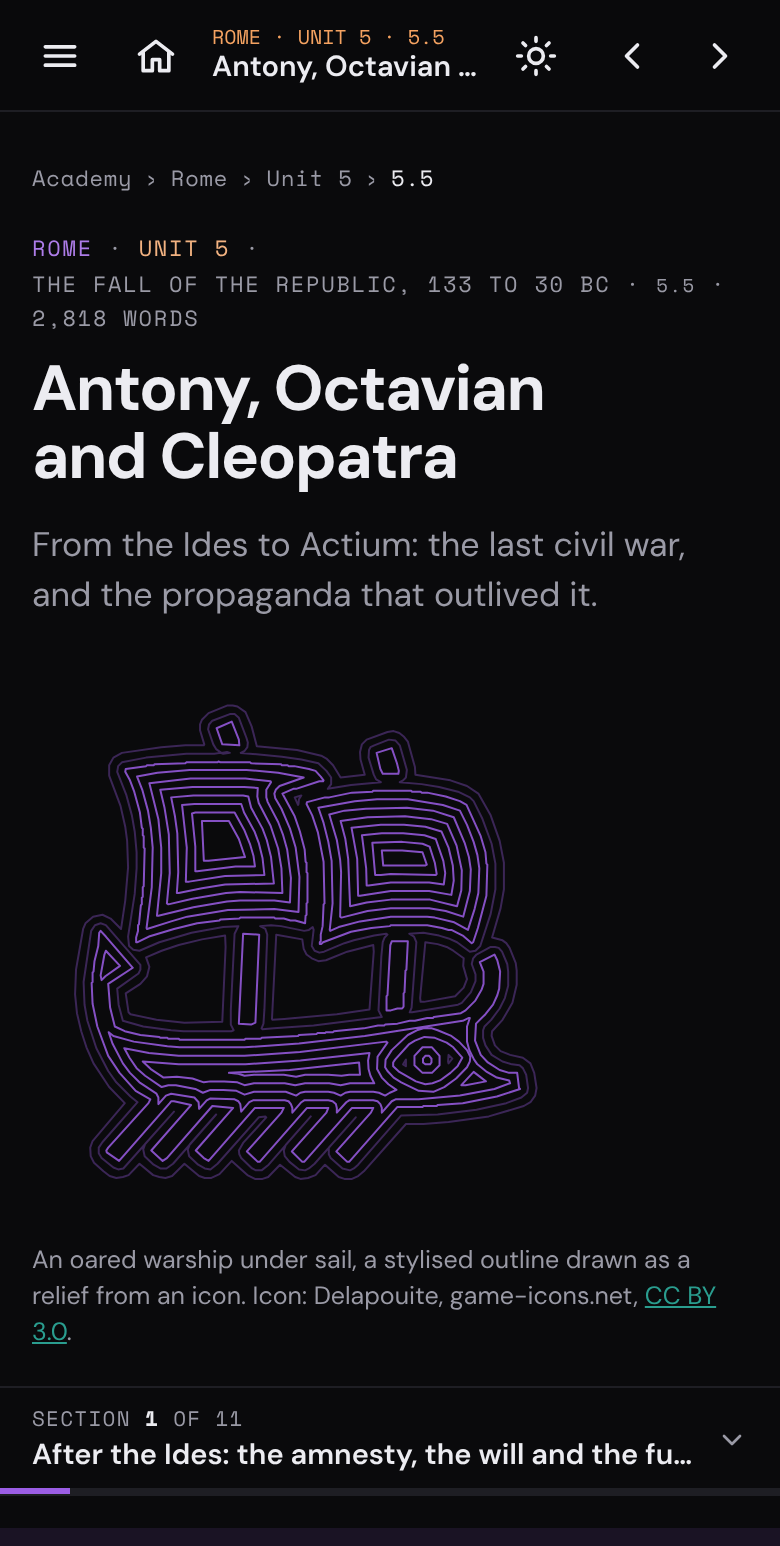 ROME · UNIT 5 · 5.5
Antony, Octavian ...
Academy › Rome › Unit 5 › 5.5
ROME · UNIT 5 ·
THE FALL OF THE REPUBLIC, 133 TO 30 BC · 5.5 ·
2,818 WORDS
Antony, Octavian
and Cleopatra
From the Ides to Actium: the last civil war,
and the propaganda that outlived it.
An oared warship under sail, a stylised outline drawn as a
relief from an icon. Icon: Delapouite, game-icons.net, CC BY
3.0.
SECTION 1 OF 11
After the Ides: the amnesty, the will and the fu...